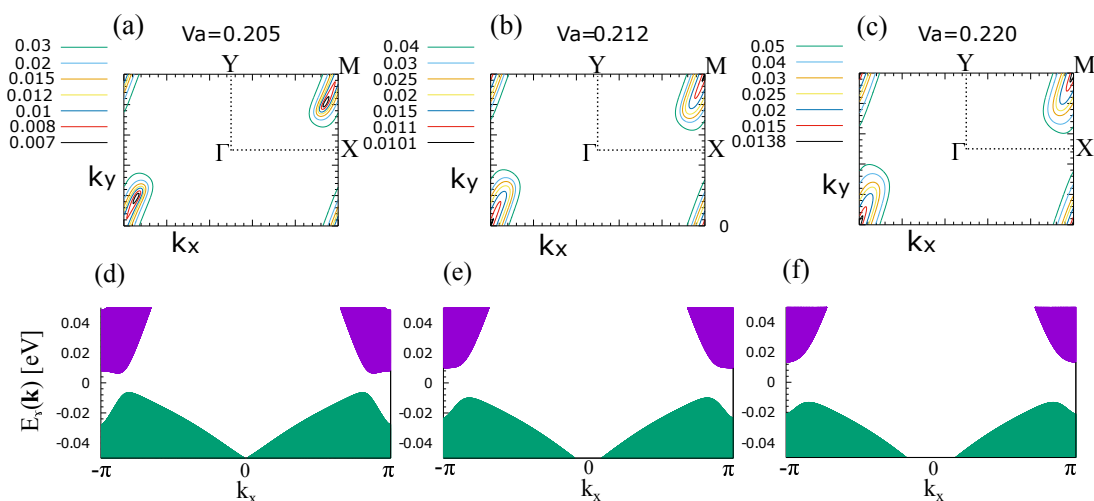 (a) Va=0.205
0.03
0.02
0.015
0.012
0.01
0.008
0.007
Y
M
Γ
X
ky
kx
(b) Va=0.212
0.04
0.03
0.025
0.02
0.015
0.011
0.0101
Y
M
Γ
X
0
ky
kx
(c) Va=0.220
0.05
0.04
0.03
0.025
0.02
0.015
0.0138
Y
M
Γ
X
ky
kx
(d)
E_γ(k) [eV]
0.04
0.02
0
-0.02
-0.04
-π 0 π
kx
(e)
0.04
0.02
0
-0.02
-0.04
-π 0 π
kx
(f)
0.04
0.02
0
-0.02
-0.04
-π 0 π
kx